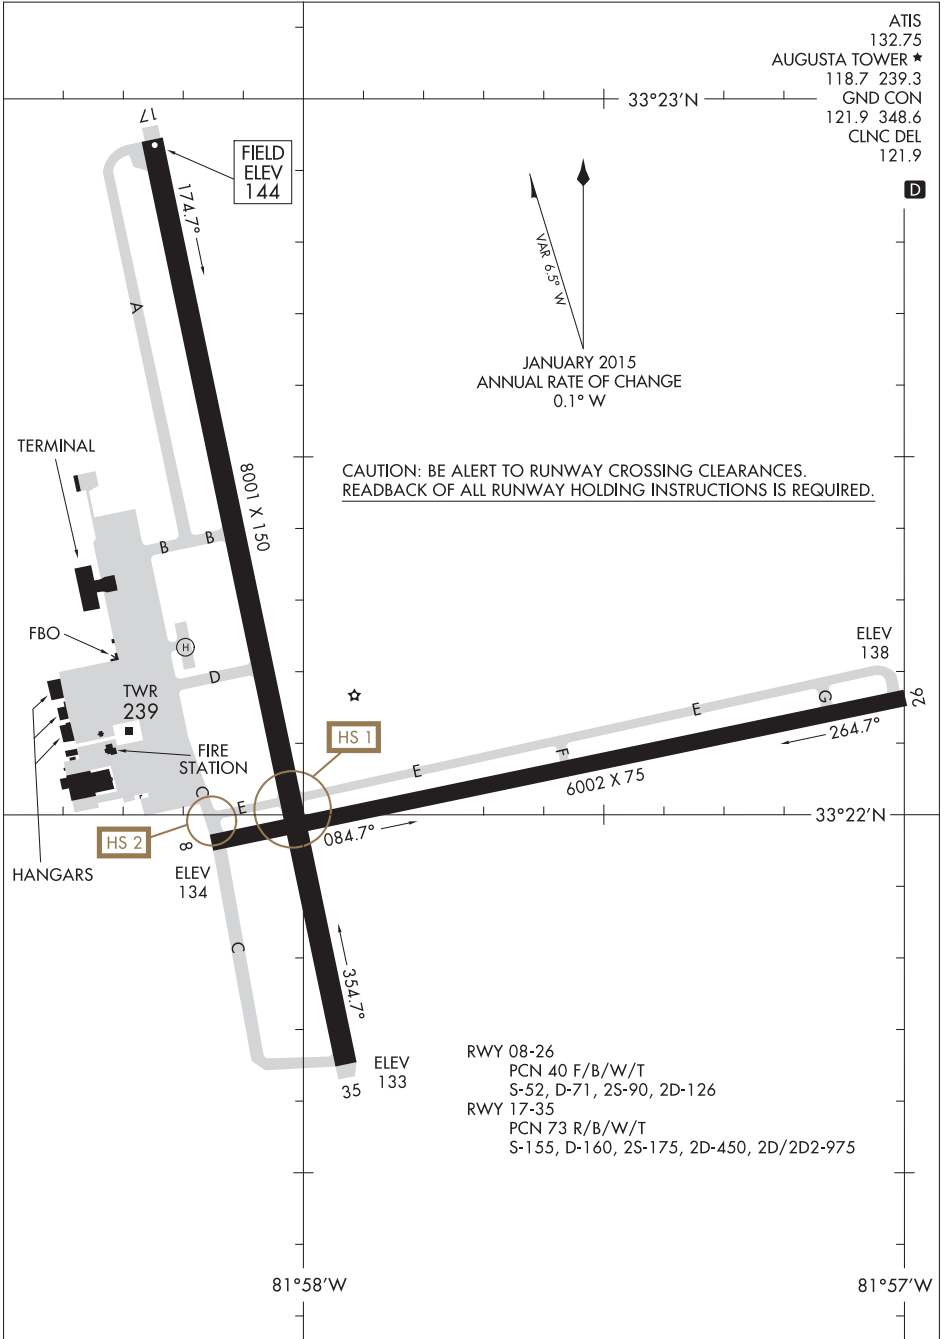 ATIS
132.75
AUGUSTA TOWER ★
118.7 239.3
GND CON
121.9 348.6
CLNC DEL
121.9
D
33°23'N
17
FIELD
ELEV
144
174.7°
VAR 6.5° W
A
JANUARY 2015
ANNUAL RATE OF CHANGE
0.1° W
TERMINAL
8001 X 150
CAUTION: BE ALERT TO RUNWAY CROSSING CLEARANCES.
READBACK OF ALL RUNWAY HOLDING INSTRUCTIONS IS REQUIRED.
B
B
FBO
H
ELEV
138
D
TWR
239
G
26
E
264.7°
HS 1
FIRE
STATION
F
E
6002 X 75
C
E
33°22'N
HS 2
8
084.7°
HANGARS
ELEV
134
C
354.7°
ELEV
133
35
RWY 08-26
PCN 40 F/B/W/T
S-52, D-71, 2S-90, 2D-126
RWY 17-35
PCN 73 R/B/W/T
S-155, D-160, 2S-175, 2D-450, 2D/2D2-975
81°58'W
81°57'W